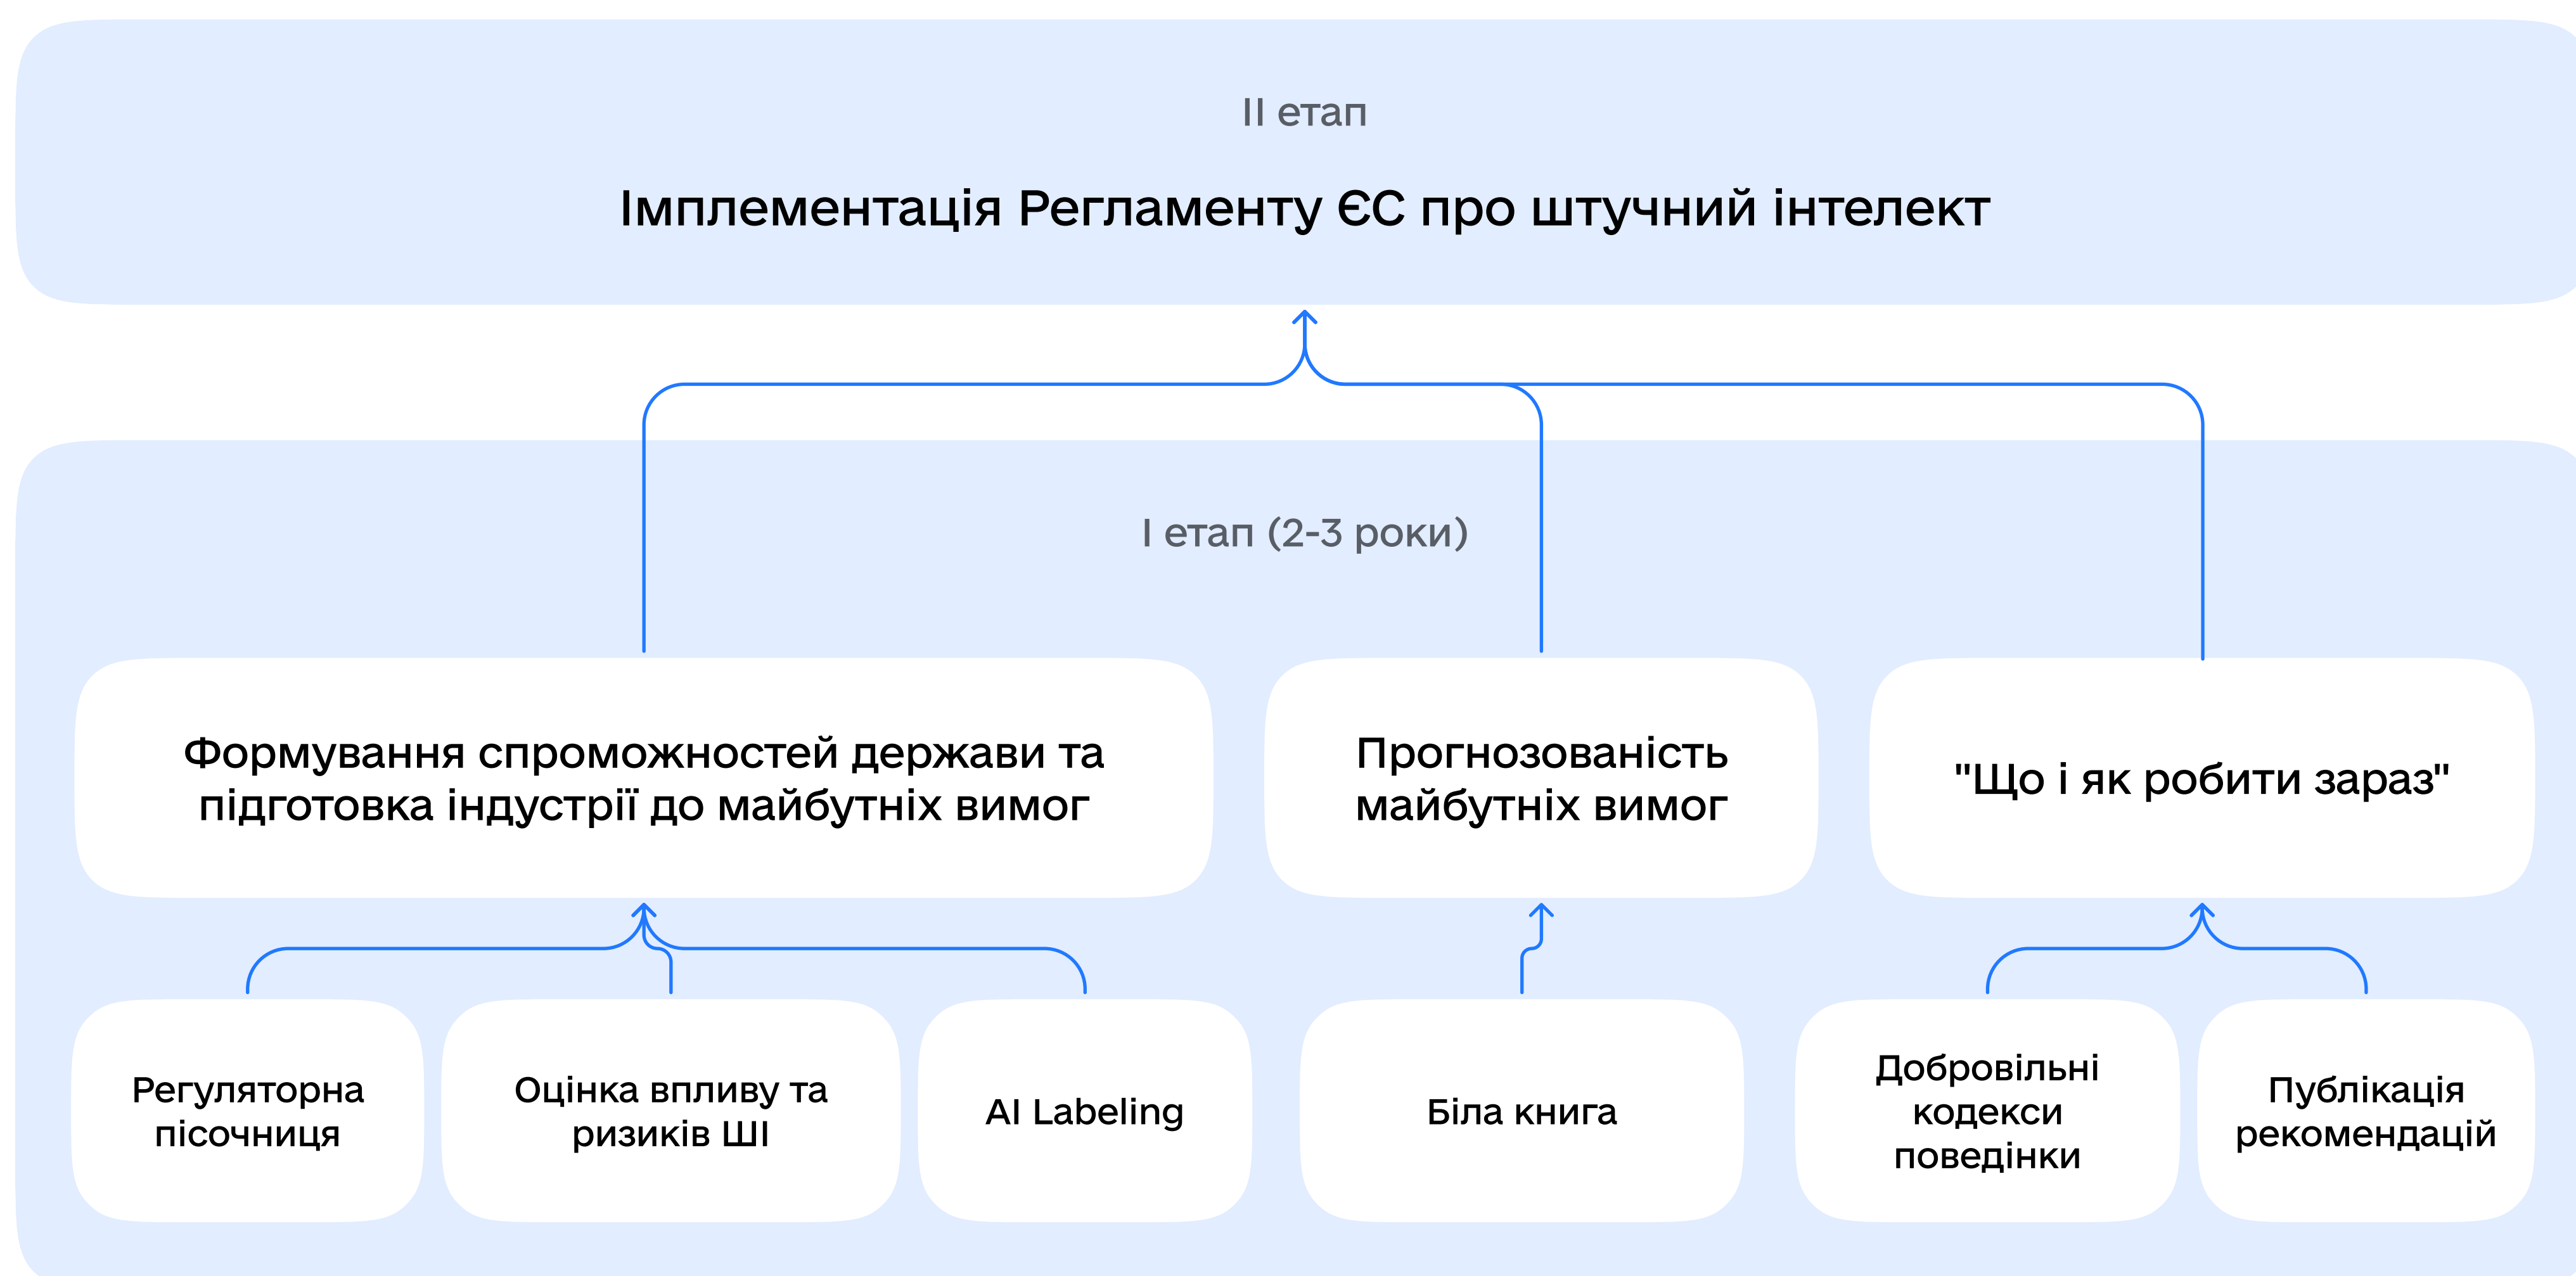 II етап
Імплементація Регламенту ЄС про штучний інтелект
I етап (2-3 роки)
Формування спроможностей держави та
підготовка індустрії до майбутніх вимог
Прогнозованість
майбутніх вимог
"Що і як робити зараз"
Регуляторна
пісочниця
Оцінка впливу та
ризиків ШІ
AI Labeling
Біла книга
Добровільні
кодекси
поведінки
Публікація
рекомендацій